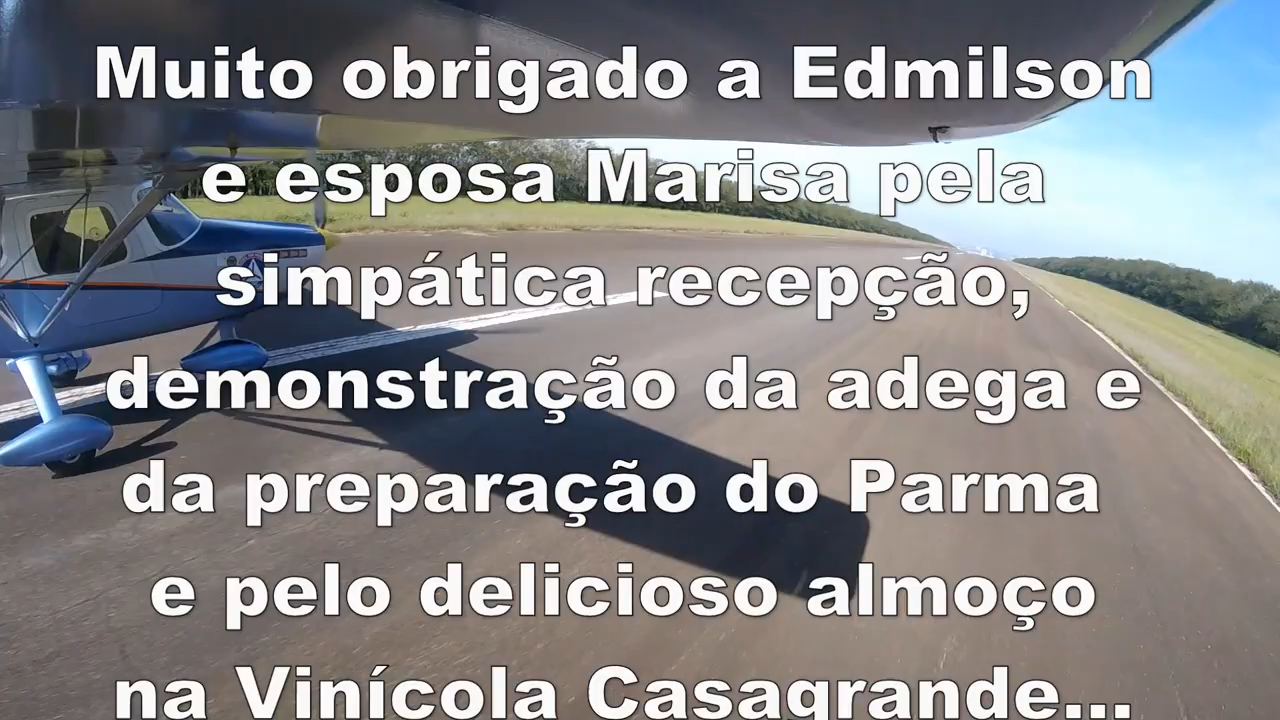 Muito obrigado a Edmilson
e esposa Marisa pela
simpática recepção,
demonstração da adega e
da preparação do Parma
e pelo delicioso almoço
na Vinícola Casagrande...